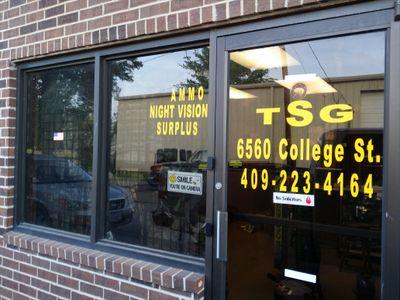 AMMO
NIGHT VISION
SURPLUS
SMILE
YOU'RE ON CAMERA
TSG
6560 College St.
409-223-4164
No Solicitors